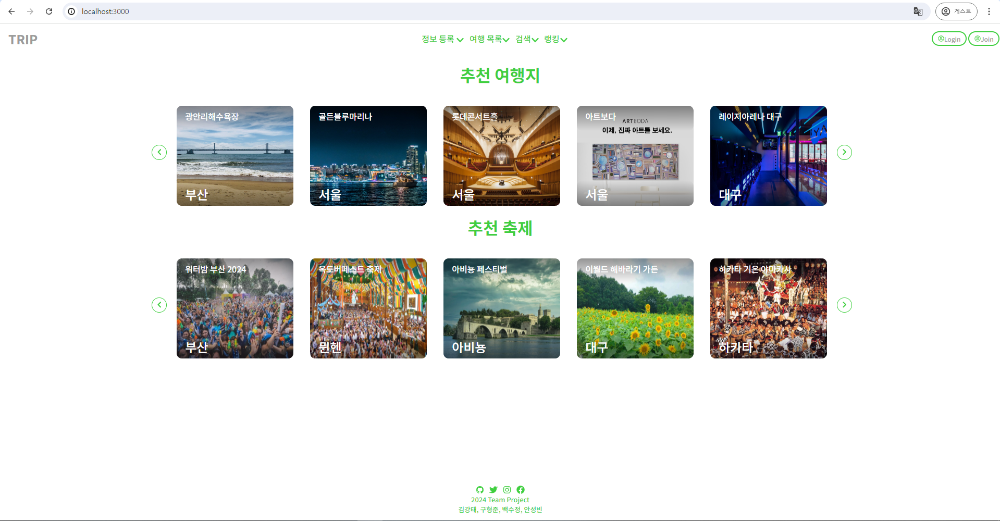 localhost:3000
게스트
TRIP
정보 등록 여행 목록 검색 랭킹
Login Join
추천 여행지
광안리해수욕장
부산
골든블루마리나
서울
롯데콘서트홀
서울
아트보다
ARTBODA
이제, 진짜 아트를 보세요.
서울
레이저아레나 대구
대구
추천 축제
워터밤 부산 2024
부산
옥토버페스트 축제
뮌헨
아비뇽 페스티벌
아비뇽
이월드 해바라기 가든
대구
하카타 기온 야마카사
하카타
2024 Team Project
김강태, 구형준, 백수정, 안성빈